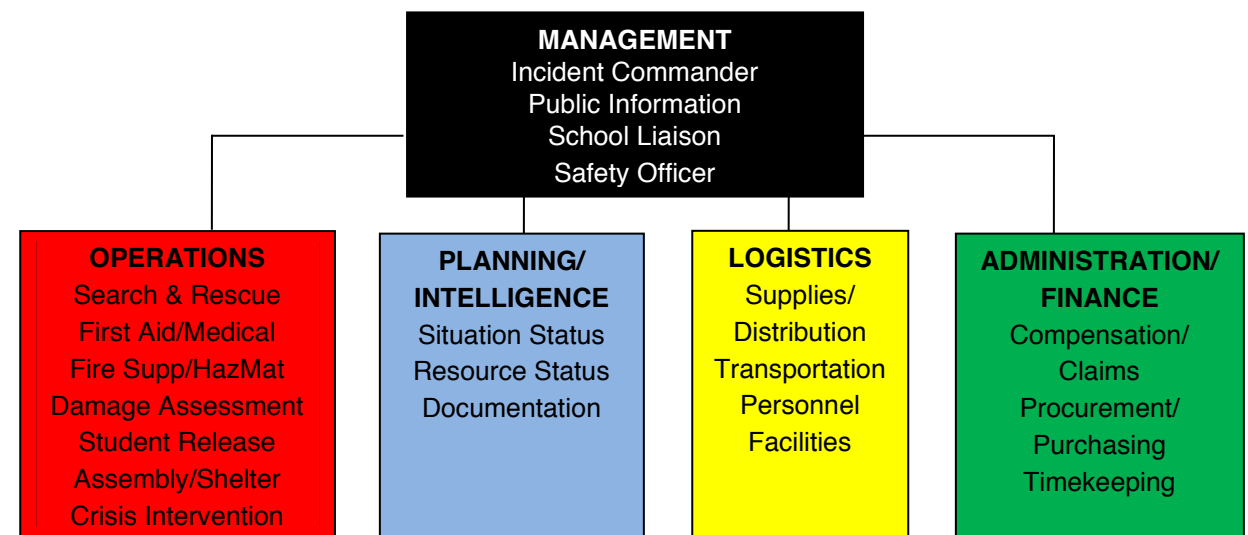 MANAGEMENT
Incident Commander
Public Information
School Liaison
Safety Officer
OPERATIONS
Search & Rescue
First Aid/Medical
Fire Supp/HazMat
Damage Assessment
Student Release
Assembly/Shelter
Crisis Intervention
PLANNING/
INTELLIGENCE
Situation Status
Resource Status
Documentation
LOGISTICS
Supplies/
Distribution
Transportation
Personnel
Facilities
ADMINISTRATION/
FINANCE
Compensation/
Claims
Procurement/
Purchasing
Timekeeping